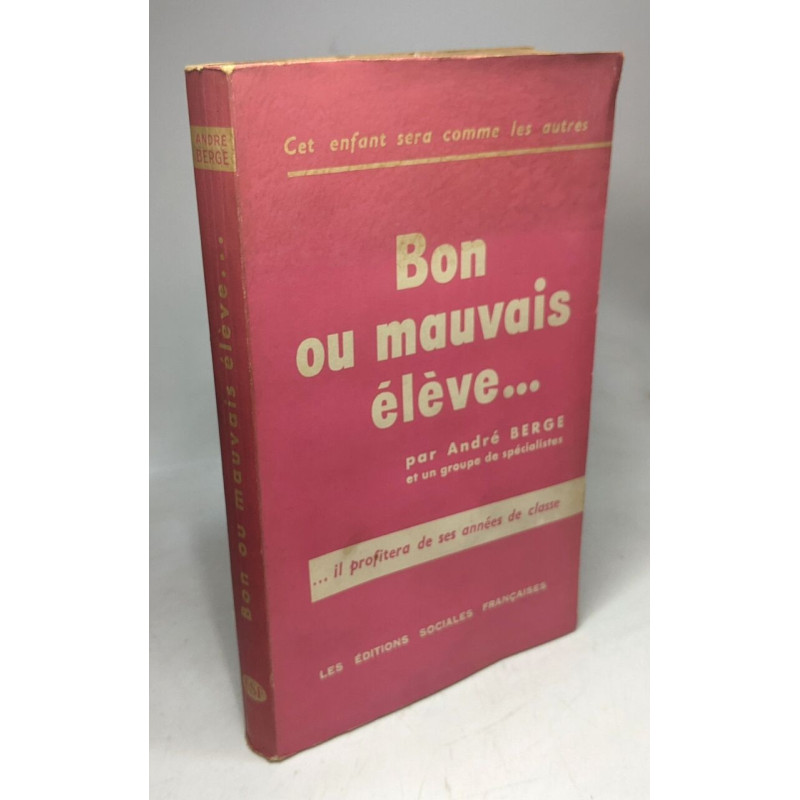 Cet enfant sera comme les autres
Bon
ou mauvais
élève...
par André BERGE
et un groupe de spécialistes
... il profitera de ses années de classe
LES ÉDITIONS SOCIALES FRANÇAISES
ANDRÉ
BERGE
Bon ou mauvais élève...